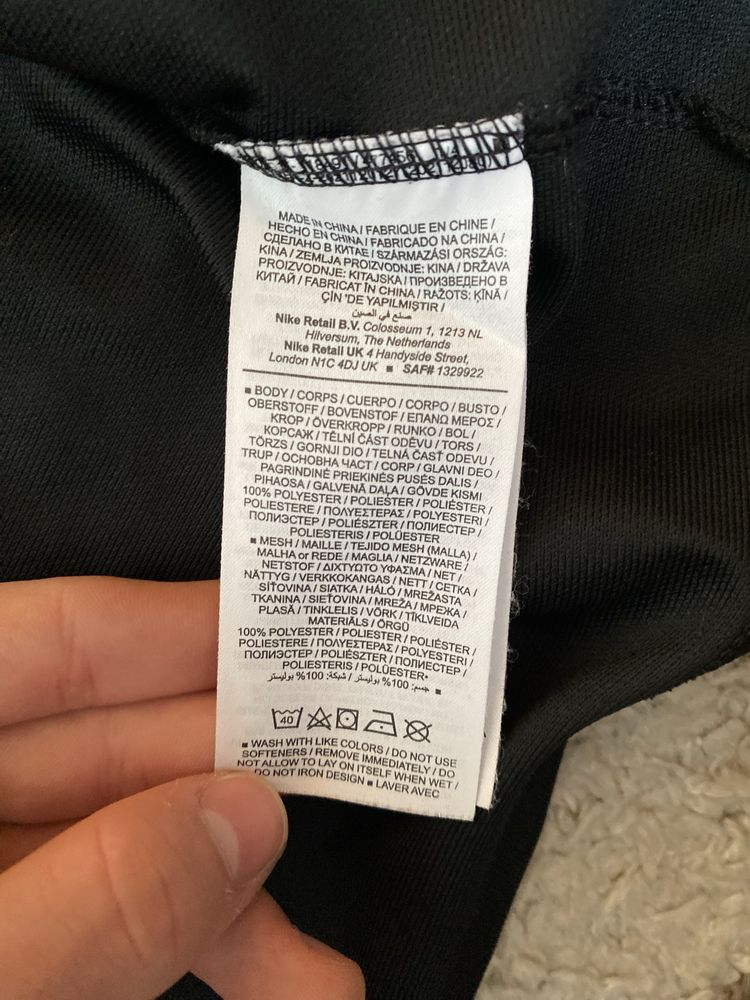 MADE IN CHINA / FABRIQUE EN CHINE /
HECHO EN CHINA / FABRICADO NA CHINA /
СДЕЛАНО В КИТАЕ / SZÁRMAZÁSI ORSZÁG:
KÍNA / ZEMLJA PROIZVODNJE: KINA / DRŽAVA
PROIZVODNJE: KITAJSKA / ПРОИЗВЕДЕНО В
КИТАЙ / FABRICAT ÎN CHINA / RAŽOTS: ĶĪNĀ /
ÇİN 'DE YAPILMIŞTIR /
صنع في الصين
Nike Retail B.V. Colosseum 1, 1213 NL
Hilversum, The Netherlands
Nike Retail UK 4 Handyside Street,
London N1C 4DJ UK ■ SAF# 1329922
■ BODY / CORPS / CUERPO / CORPO / BUSTO /
OBERSTOFF / BOVENSTOF / ΕΠΑΝΩ ΜΕΡΟΣ /
KROP / ÖVERKROPP / RUNKO / BOL /
КОРСАЖ / TĚLNÍ ČÁST ODĚVU / TORS /
TÖRZS / GORNJI DIO / TELNÁ ČASŤ ODEVU /
TRUP / ОСНОВНА ЧАСТ / CORP / GLAVNI DEO /
PAGRINDINĖ PRIEKINĖS PUSĖS DALIS /
PIHAOSA / GALVENĀ DAĻA / GÖVDE KISMI
100% POLYESTER / POLIÉSTER / POLIÉSTER /
POLIESTERE / ΠΟΛΥΕΣΤΕΡΑΣ / POLYESTERI /
ПОЛИЭСТЕР / POLIÉSZTER / ПОЛИЕСТЕР /
POLIESTERIS / POLÜESTER
■ MESH / MAILLE / TEJIDO MESH (MALLA) /
MALHA or REDE / MAGLIA / NETZWARE /
NETSTOF / ΔΙΧΤΥΩΤΟ ΥΦΑΣΜΑ / NET /
NÄTTYG / VERKKOKANGAS / NETT / СЕТКА /
SÍŤOVINA / SIATKA / HÁLÓ / MREŽASTA
TKANINA / SIEŤOVINA / MREŽA / МРЕЖА /
PLASĂ / TINKLELIS / VÕRK / TĪKLVEIDA
MATERIĀLS / ÖRGÜ
100% POLYESTER / POLIESTER / POLIÉSTER /
POLIESTERE / ΠΟΛΥΕΣΤΕΡΑΣ / POLYESTERI /
ПОЛИЭСТЕР / POLIÉSZTER / ПОЛИЕСТЕР /
POLIESTERIS / POLÜESTER•
■ جسم: 100% بوليستر / شبكة: 100% بوليستر
40
■ WASH WITH LIKE COLORS / DO NOT USE
SOFTENERS / REMOVE IMMEDIATELY / DO
NOT ALLOW TO LAY ON ITSELF WHEN WET /
DO NOT IRON DESIGN ■ LAVER AVEC